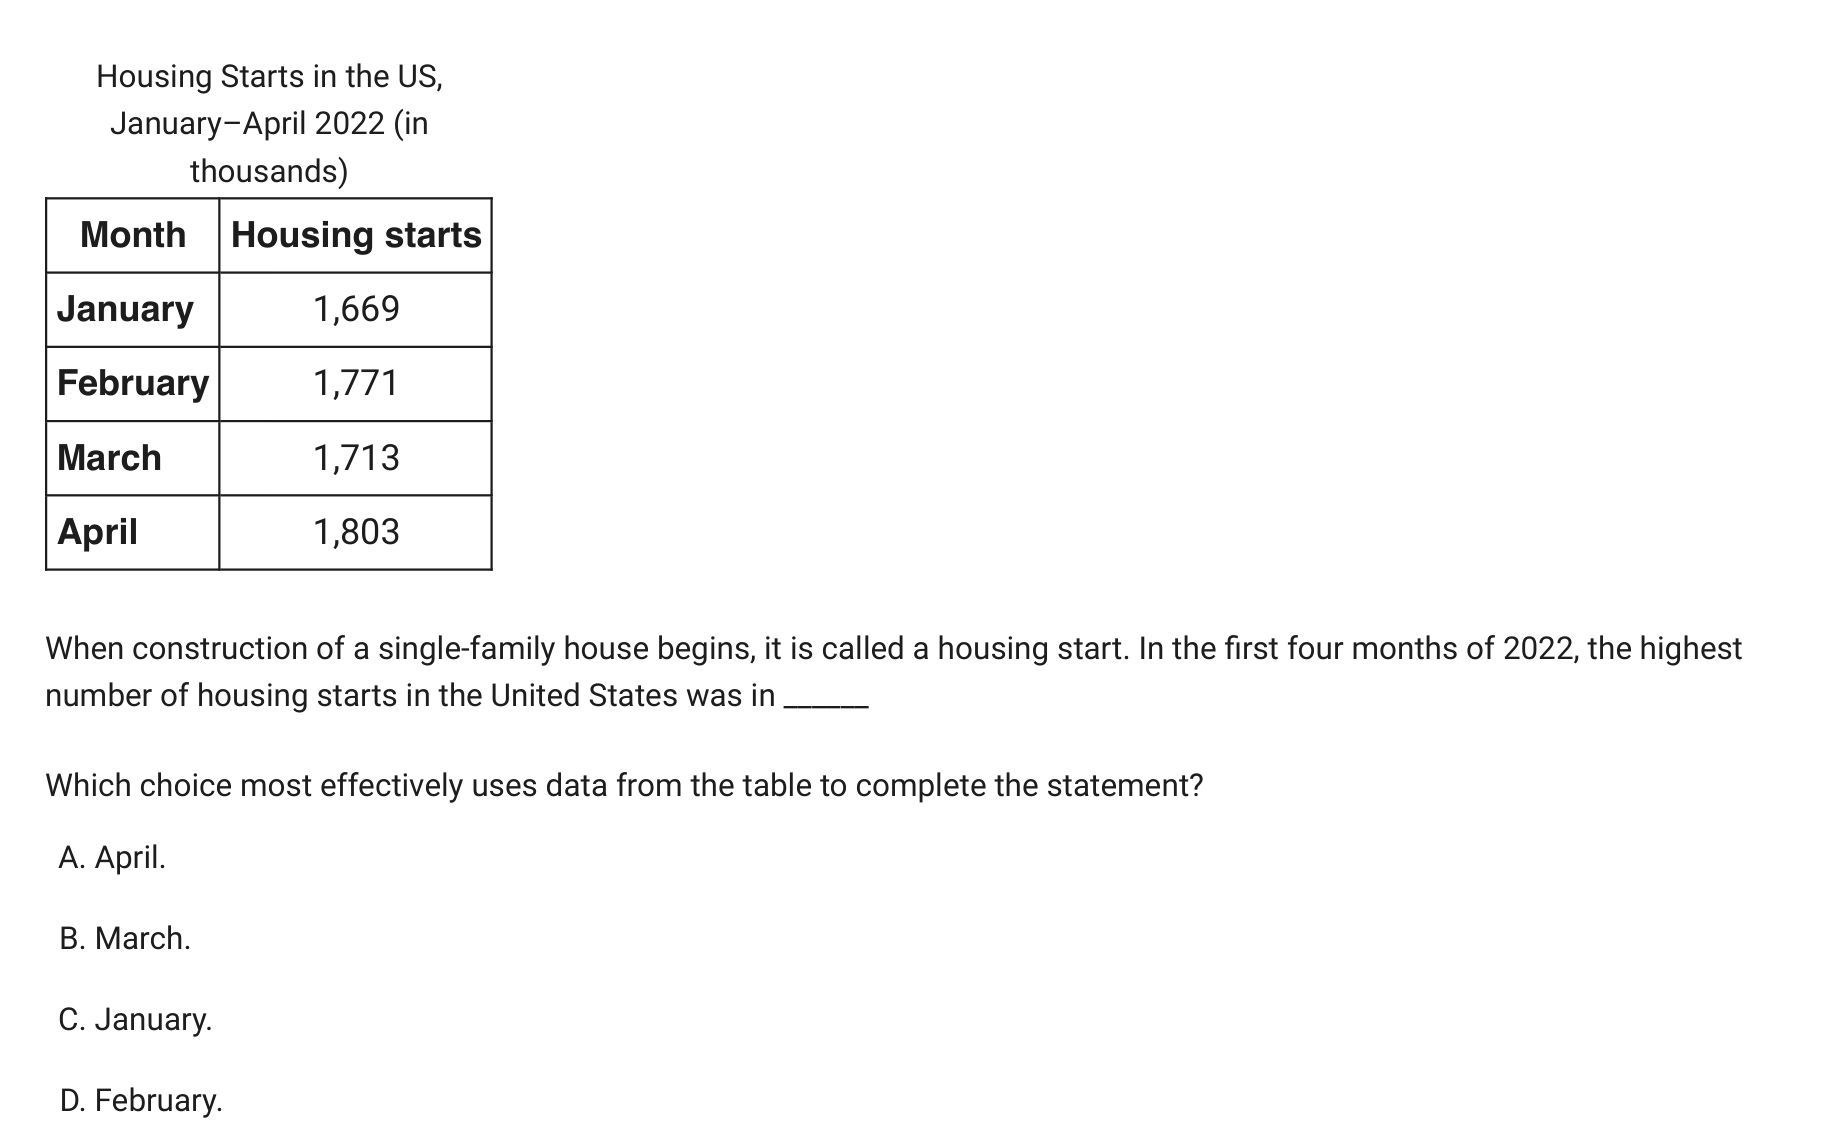 Housing Starts in the US,
January–April 2022 (in
thousands)
Month Housing starts
January 1,669
February 1,771
March 1,713
April 1,803
When construction of a single-family house begins, it is called a housing start. In the first four months of 2022, the highest
number of housing starts in the United States was in ______
Which choice most effectively uses data from the table to complete the statement?
A. April.
B. March.
C. January.
D. February.